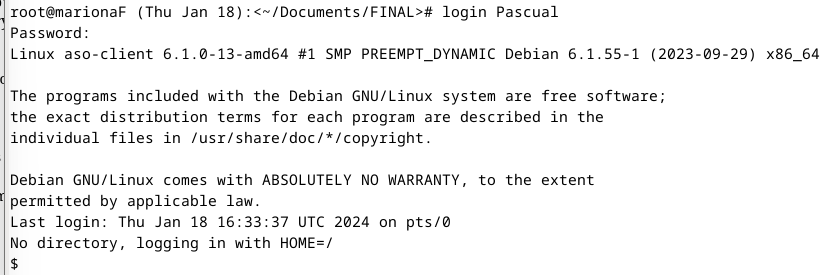 root@marionaF (Thu Jan 18):<~/Documents/FINAL># login Pascual
Password:
Linux aso-client 6.1.0-13-amd64 #1 SMP PREEMPT_DYNAMIC Debian 6.1.55-1 (2023-09-29) x86_64
The programs included with the Debian GNU/Linux system are free software;
the exact distribution terms for each program are described in the
individual files in /usr/share/doc/*/copyright.
Debian GNU/Linux comes with ABSOLUTELY NO WARRANTY, to the extent
permitted by applicable law.
Last login: Thu Jan 18 16:33:37 UTC 2024 on pts/0
No directory, logging in with HOME=/
$